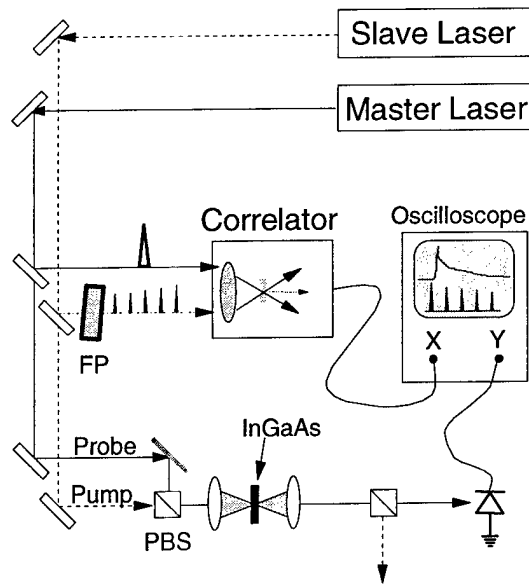 Slave Laser
Master Laser
Correlator
Oscilloscope
X
Y
FP
InGaAs
Probe
Pump
PBS